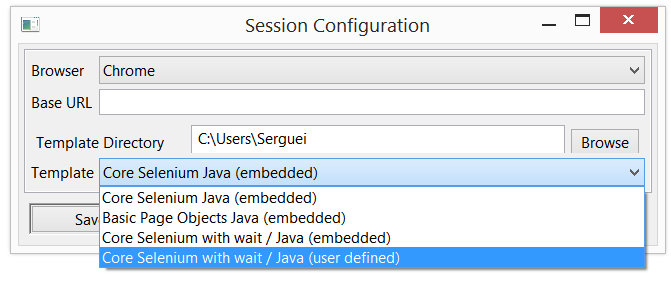 Session Configuration
Browser Chrome
Base URL
Template Directory C:\Users\Serguei Browse
Template Core Selenium Java (embedded)
Core Selenium Java (embedded)
Basic Page Objects Java (embedded)
Core Selenium with wait / Java (embedded)
Core Selenium with wait / Java (user defined)